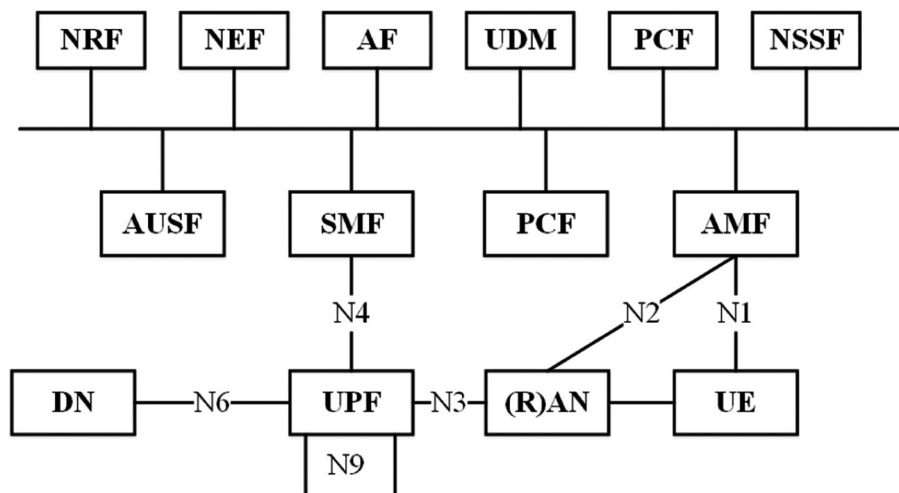 NRF NEF AF UDM PCF NSSF
AUSF SMF PCF AMF
N4 N2 N1
DN N6 UPF N3 (R)AN UE
N9